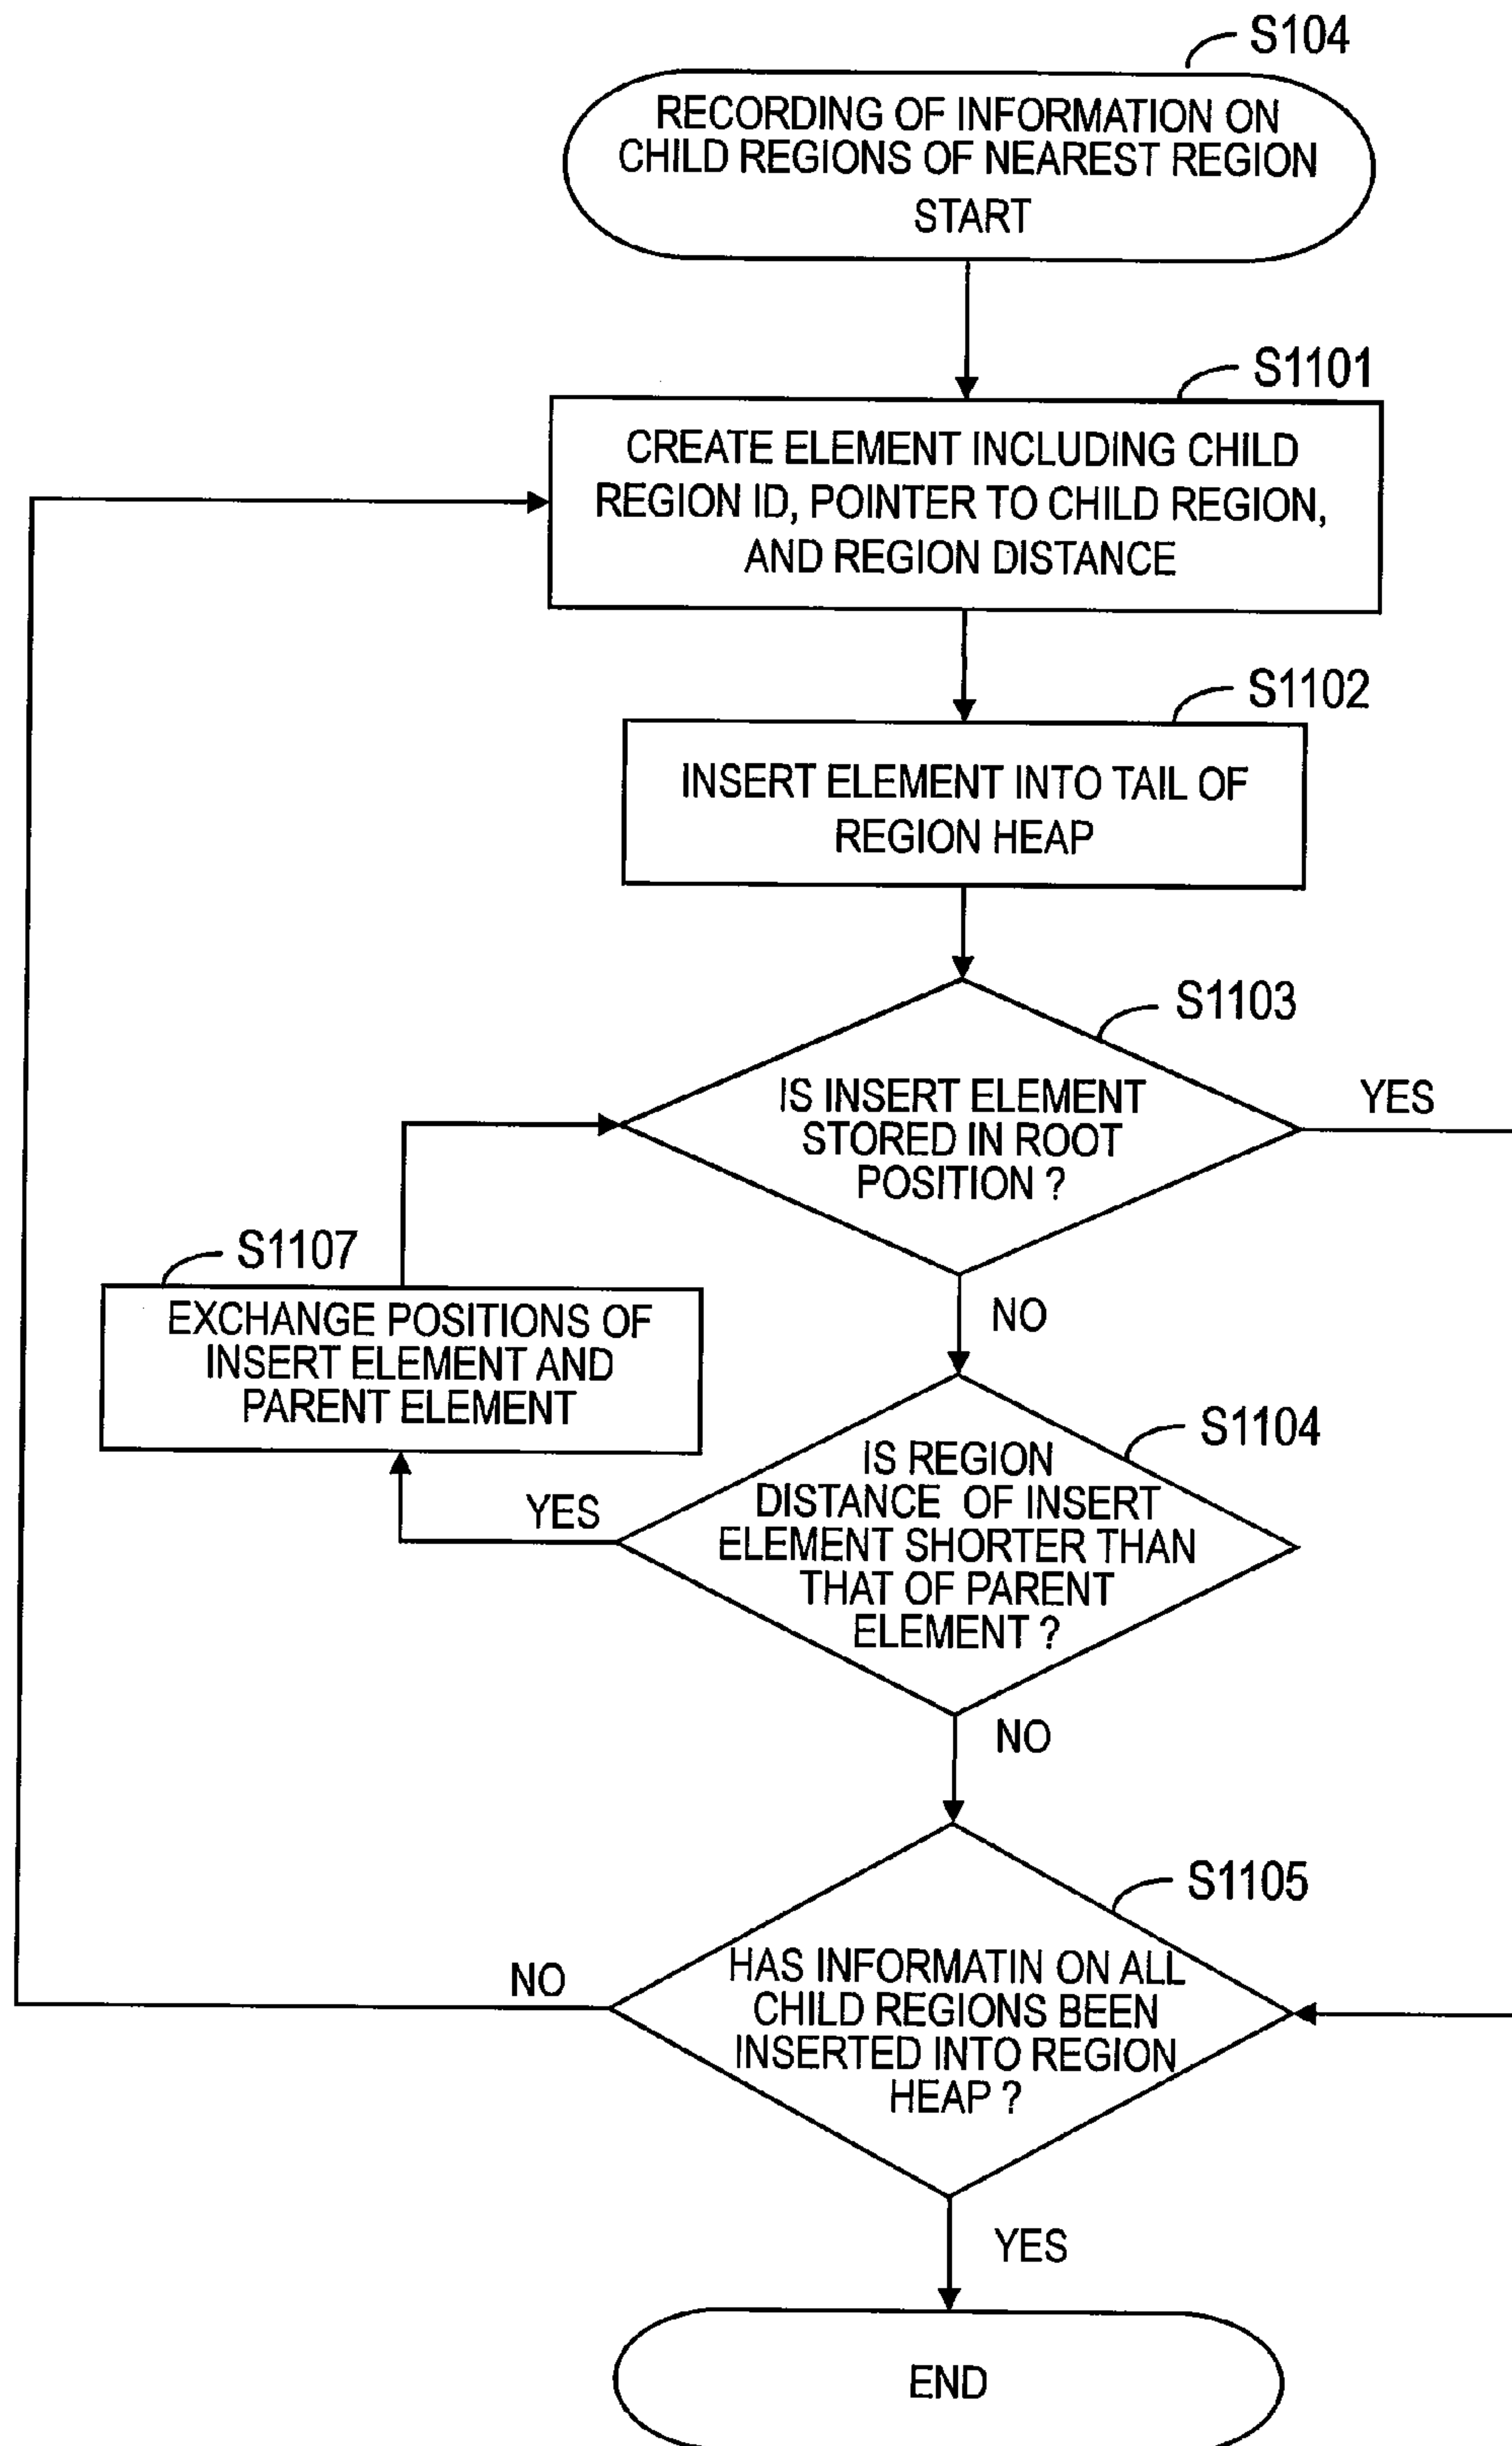 S104
RECORDING OF INFORMATION ON
CHILD REGIONS OF NEAREST REGION
START
S1101
CREATE ELEMENT INCLUDING CHILD
REGION ID, POINTER TO CHILD REGION,
AND REGION DISTANCE
S1102
INSERT ELEMENT INTO TAIL OF
REGION HEAP
S1103
IS INSERT ELEMENT
STORED IN ROOT
POSITION ?
YES
S1107
EXCHANGE POSITIONS OF
INSERT ELEMENT AND
PARENT ELEMENT
NO
S1104
IS REGION
DISTANCE OF INSERT
ELEMENT SHORTER THAN
THAT OF PARENT
ELEMENT ?
YES
NO
S1105
HAS INFORMATIN ON ALL
CHILD REGIONS BEEN
INSERTED INTO REGION
HEAP ?
NO
YES
END